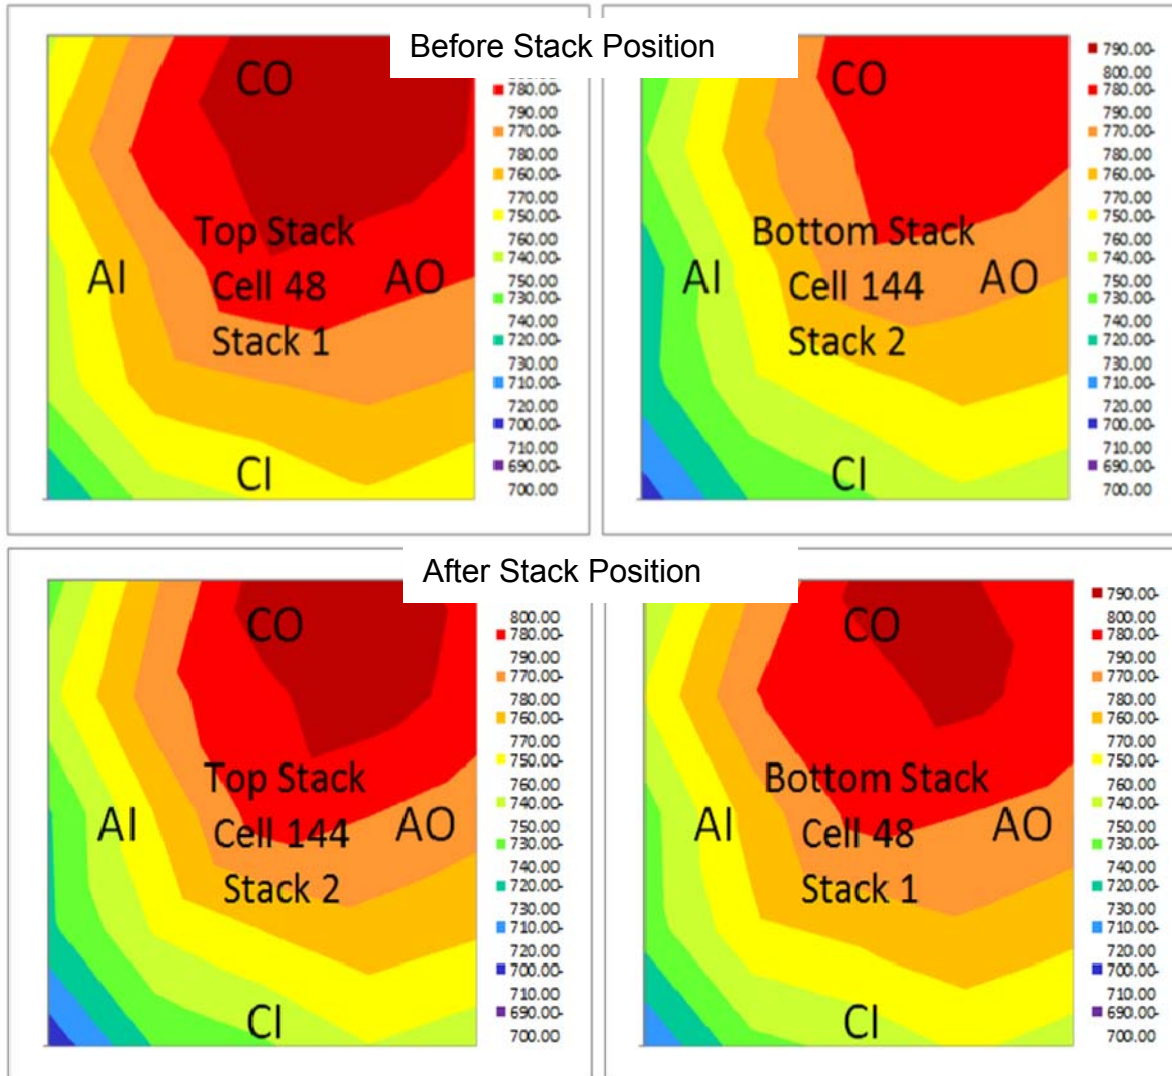 Before Stack Position
CO
Top Stack
Cell 48
Stack 1
AI
AO
CI
780.00-
790.00
770.00-
780.00
760.00-
770.00
750.00-
760.00
740.00-
750.00
730.00-
740.00
720.00-
730.00
710.00-
720.00
700.00-
710.00
690.00-
700.00
CO
Bottom Stack
Cell 144
Stack 2
AI
AO
CI
790.00-
800.00
780.00-
790.00
770.00-
780.00
760.00-
770.00
750.00-
760.00
740.00-
750.00
730.00-
740.00
720.00-
730.00
710.00-
720.00
700.00-
710.00
690.00-
700.00
After Stack Position
CO
Top Stack
Cell 144
Stack 2
AI
AO
CI
800.00
780.00-
790.00
770.00-
780.00
760.00-
770.00
750.00-
760.00
740.00-
750.00
730.00-
740.00
720.00-
730.00
710.00-
720.00
700.00-
710.00
690.00-
700.00
CO
Bottom Stack
Cell 48
Stack 1
AI
AO
CI
790.00-
800.00
780.00-
790.00
770.00-
780.00
760.00-
770.00
750.00-
760.00
740.00-
750.00
730.00-
740.00
720.00-
730.00
710.00-
720.00
700.00-
710.00
690.00-
700.00